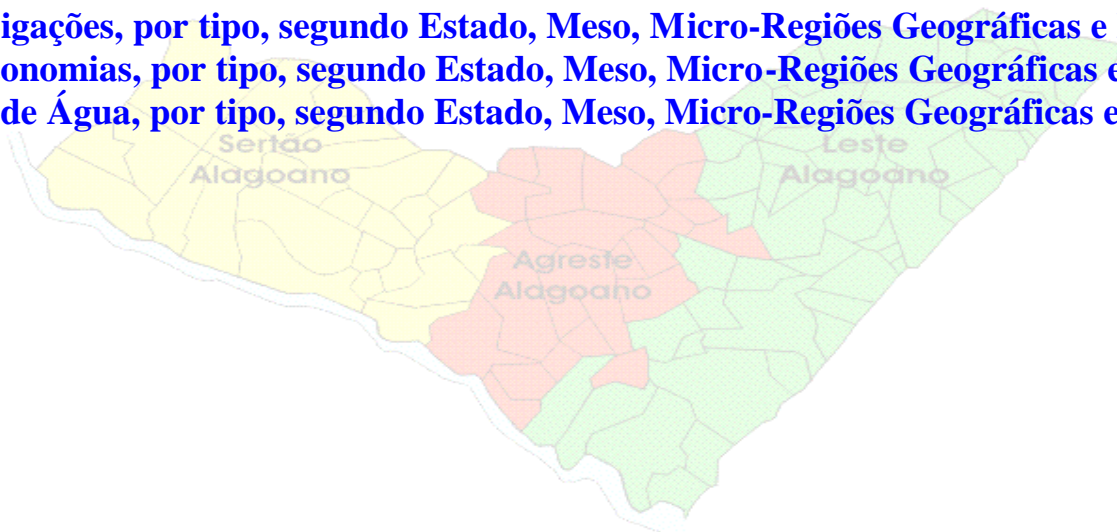 igações, por tipo, segundo Estado, Meso, Micro-Regiões Geográficas e
onomias, por tipo, segundo Estado, Meso, Micro-Regiões Geográficas e
de Água, por tipo, segundo Estado, Meso, Micro-Regiões Geográficas e
Sertão
Alagoano
Leste
Alagoano
Agreste
Alagoano